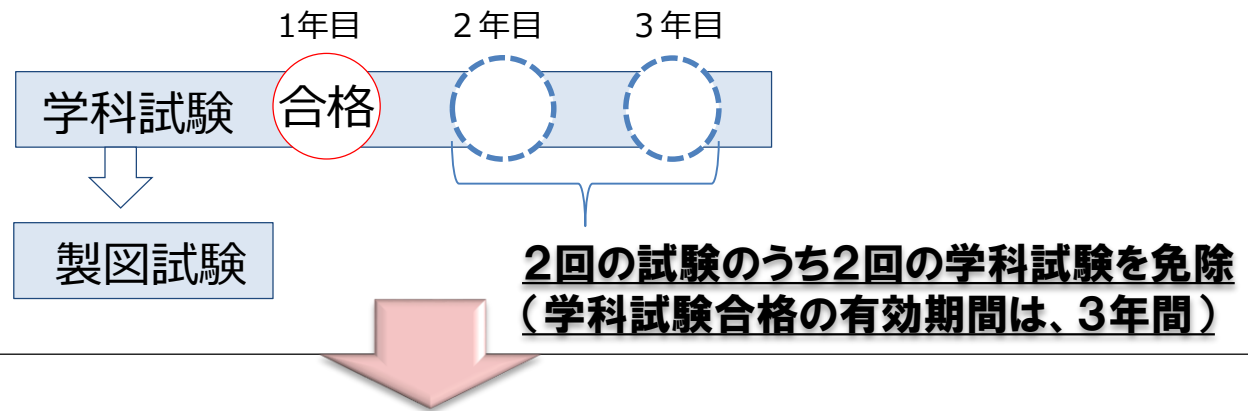 1年目 2年目 3年目
学科試験 合格
製図試験
2回の試験のうち2回の学科試験を免除
(学科試験合格の有効期間は、3年間)